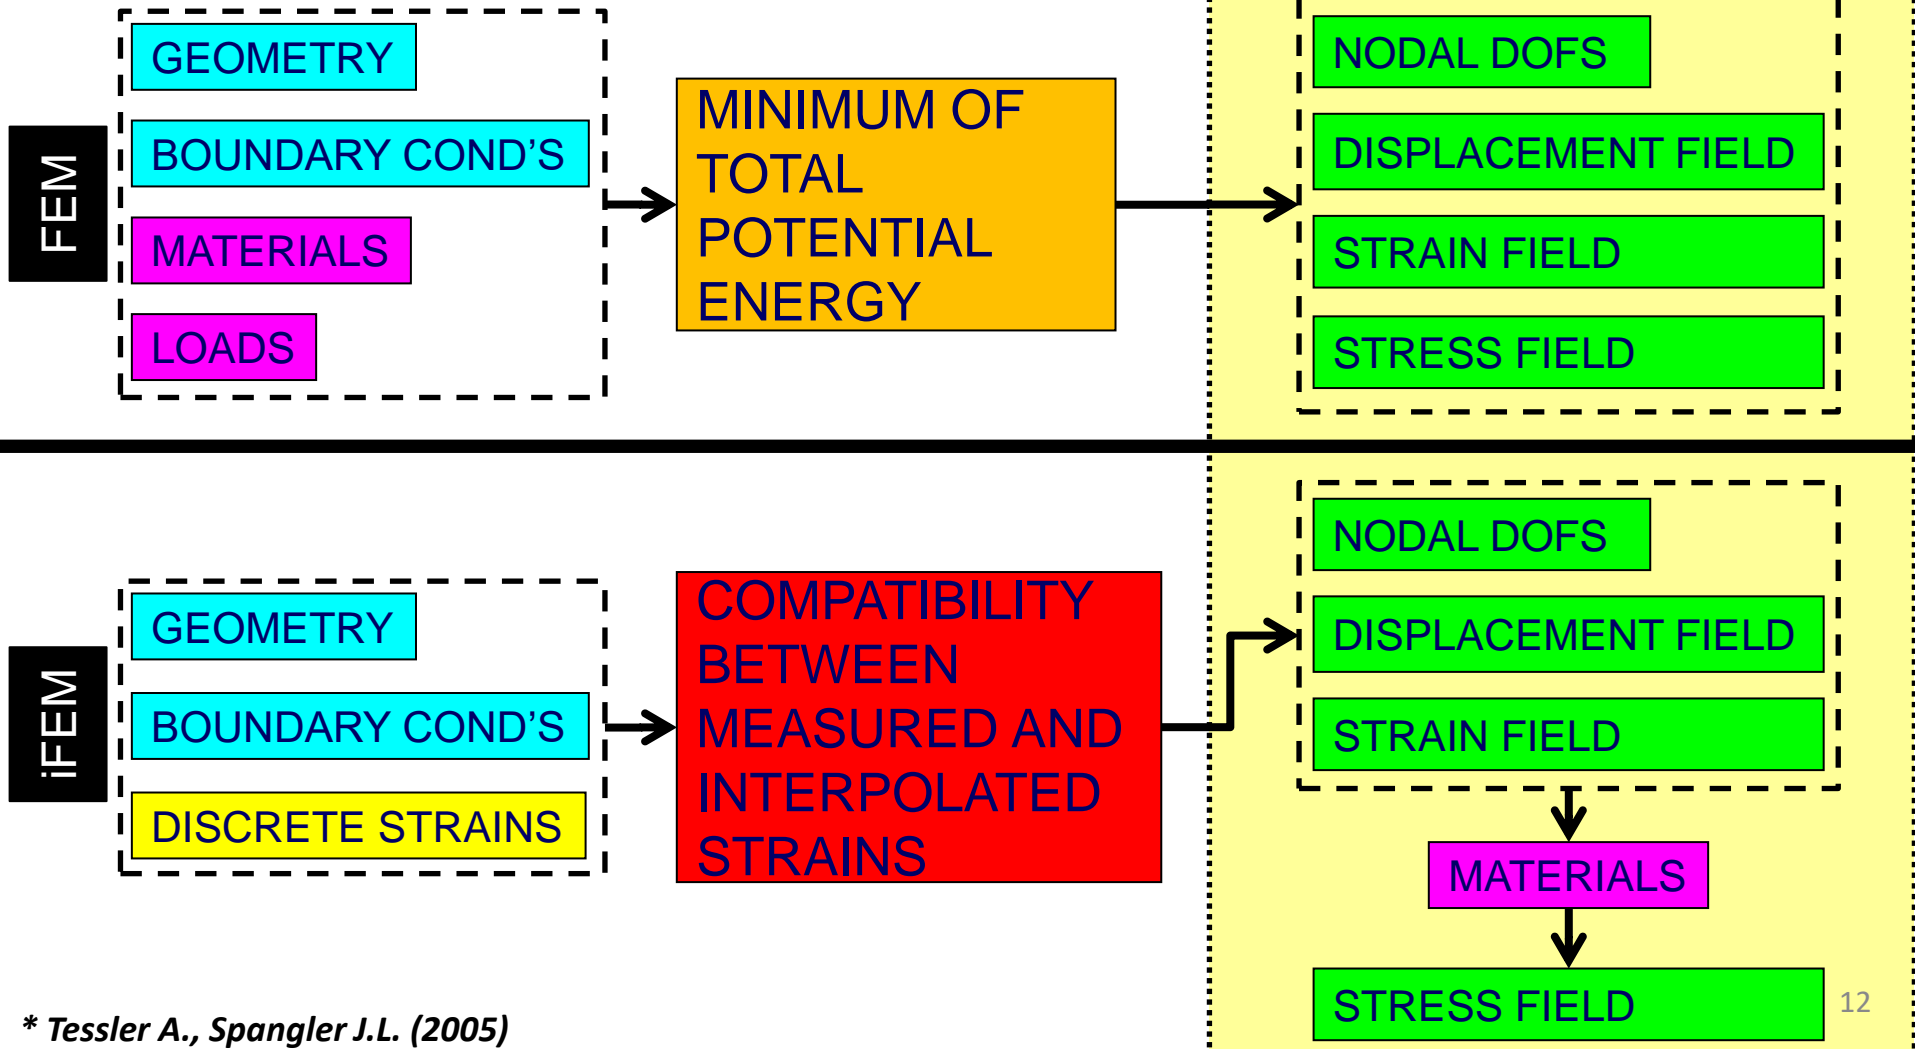 FEM
GEOMETRY
BOUNDARY COND’S
MATERIALS
LOADS
MINIMUM OF
TOTAL
POTENTIAL
ENERGY
NODAL DOFS
DISPLACEMENT FIELD
STRAIN FIELD
STRESS FIELD
iFEM
GEOMETRY
BOUNDARY COND’S
DISCRETE STRAINS
COMPATIBILITY
BETWEEN
MEASURED AND
INTERPOLATED
STRAINS
NODAL DOFS
DISPLACEMENT FIELD
STRAIN FIELD
MATERIALS
STRESS FIELD
* Tessler A., Spangler J.L. (2005)
12